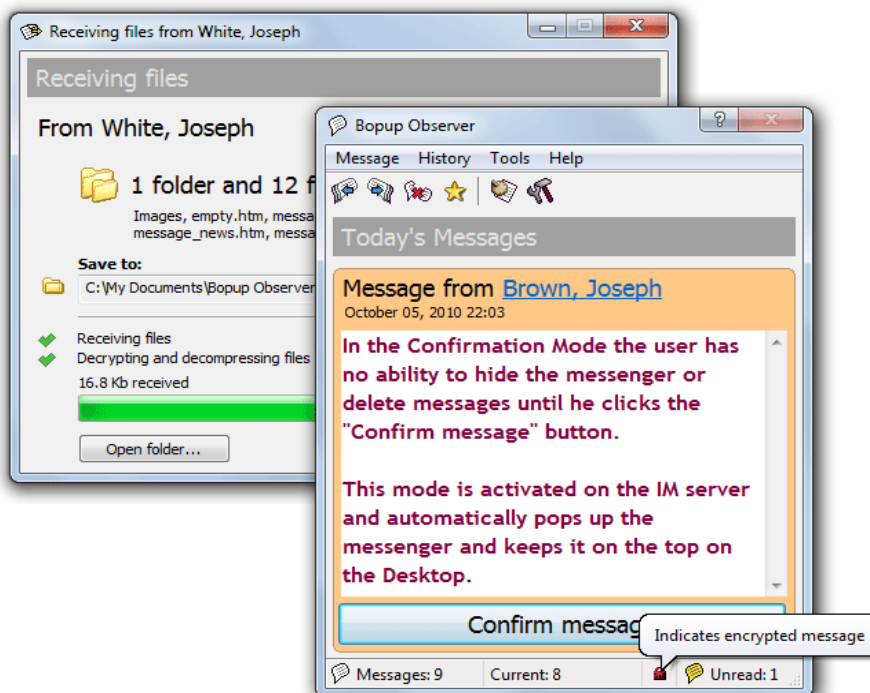 Receiving files from White, Joseph
Receiving files
From White, Joseph
1 folder and 12 f
Images, empty.htm, messa
message_news.htm, messa
Save to:
C:\My Documents\Bopup Observer
Receiving files
Decrypting and decompressing files
16.8 Kb received
Open folder...
Bopup Observer
Message History Tools Help
Today's Messages
Message from Brown, Joseph
October 05, 2010 22:03
In the Confirmation Mode the user has
no ability to hide the messenger or
delete messages until he clicks the
"Confirm message" button.
This mode is activated on the IM server
and automatically pops up the
messenger and keeps it on the top on
the Desktop.
Confirm messag
Indicates encrypted message
Messages: 9 Current: 8 Unread: 1